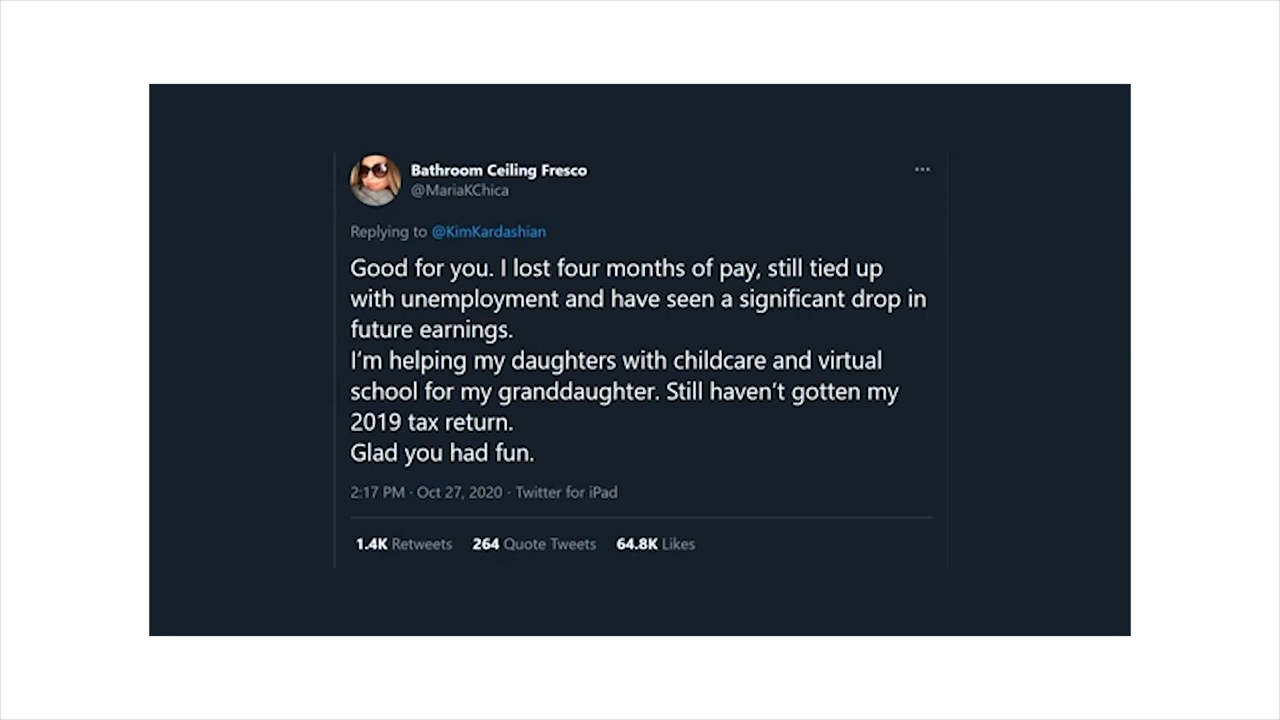 Bathroom Ceiling Fresco
@MariaKChica
Replying to @KimKardashian
Good for you. I lost four months of pay, still tied up
with unemployment and have seen a significant drop in
future earnings.
I'm helping my daughters with childcare and virtual
school for my granddaughter. Still haven't gotten my
2019 tax return.
Glad you had fun.
2:17 PM · Oct 27, 2020 · Twitter for iPad
1.4K Retweets 264 Quote Tweets 64.8K Likes